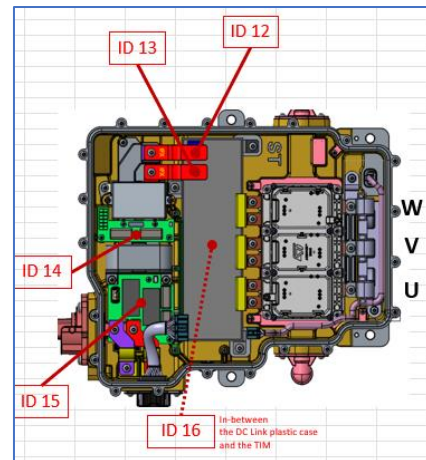 ID 13
ID 12
ST
W
V
U
ID 14
ID 15
ID 16
In-between
the DC Link plastic case
and the TIM